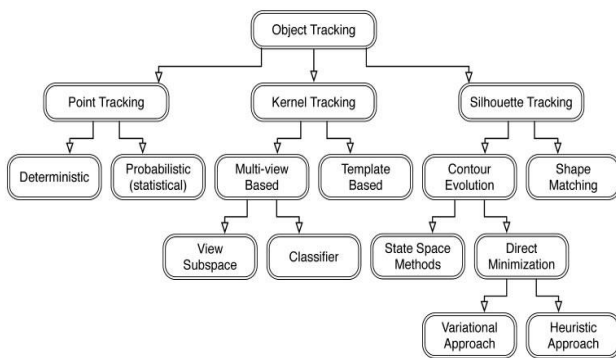 Object Tracking
Point Tracking
Kernel Tracking
Silhouette Tracking
Deterministic
Probabilistic
(statistical)
Multi-view
Based
Template
Based
Contour
Evolution
Shape
Matching
View
Subspace
Classifier
State Space
Methods
Direct
Minimization
Variational
Approach
Heuristic
Approach